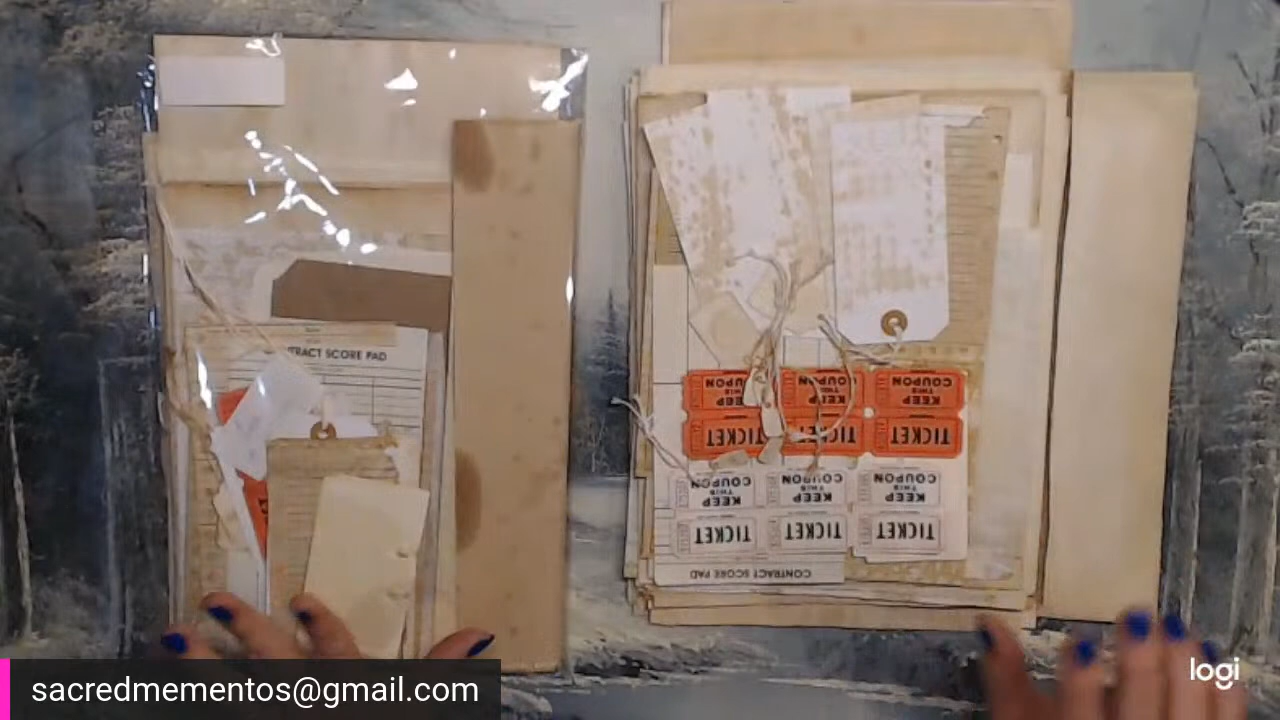 TRACT SCORE PAD
KEEP THIS COUPON
KEEP THIS COUPON
KEEP THIS COUPON
TICKET
TICKET
TICKET
KEEP THIS COUPON
KEEP THIS COUPON
KEEP THIS COUPON
TICKET
TICKET
TICKET
CONTRACT SCORE PAD
sacredmementos@gmail.com
logi